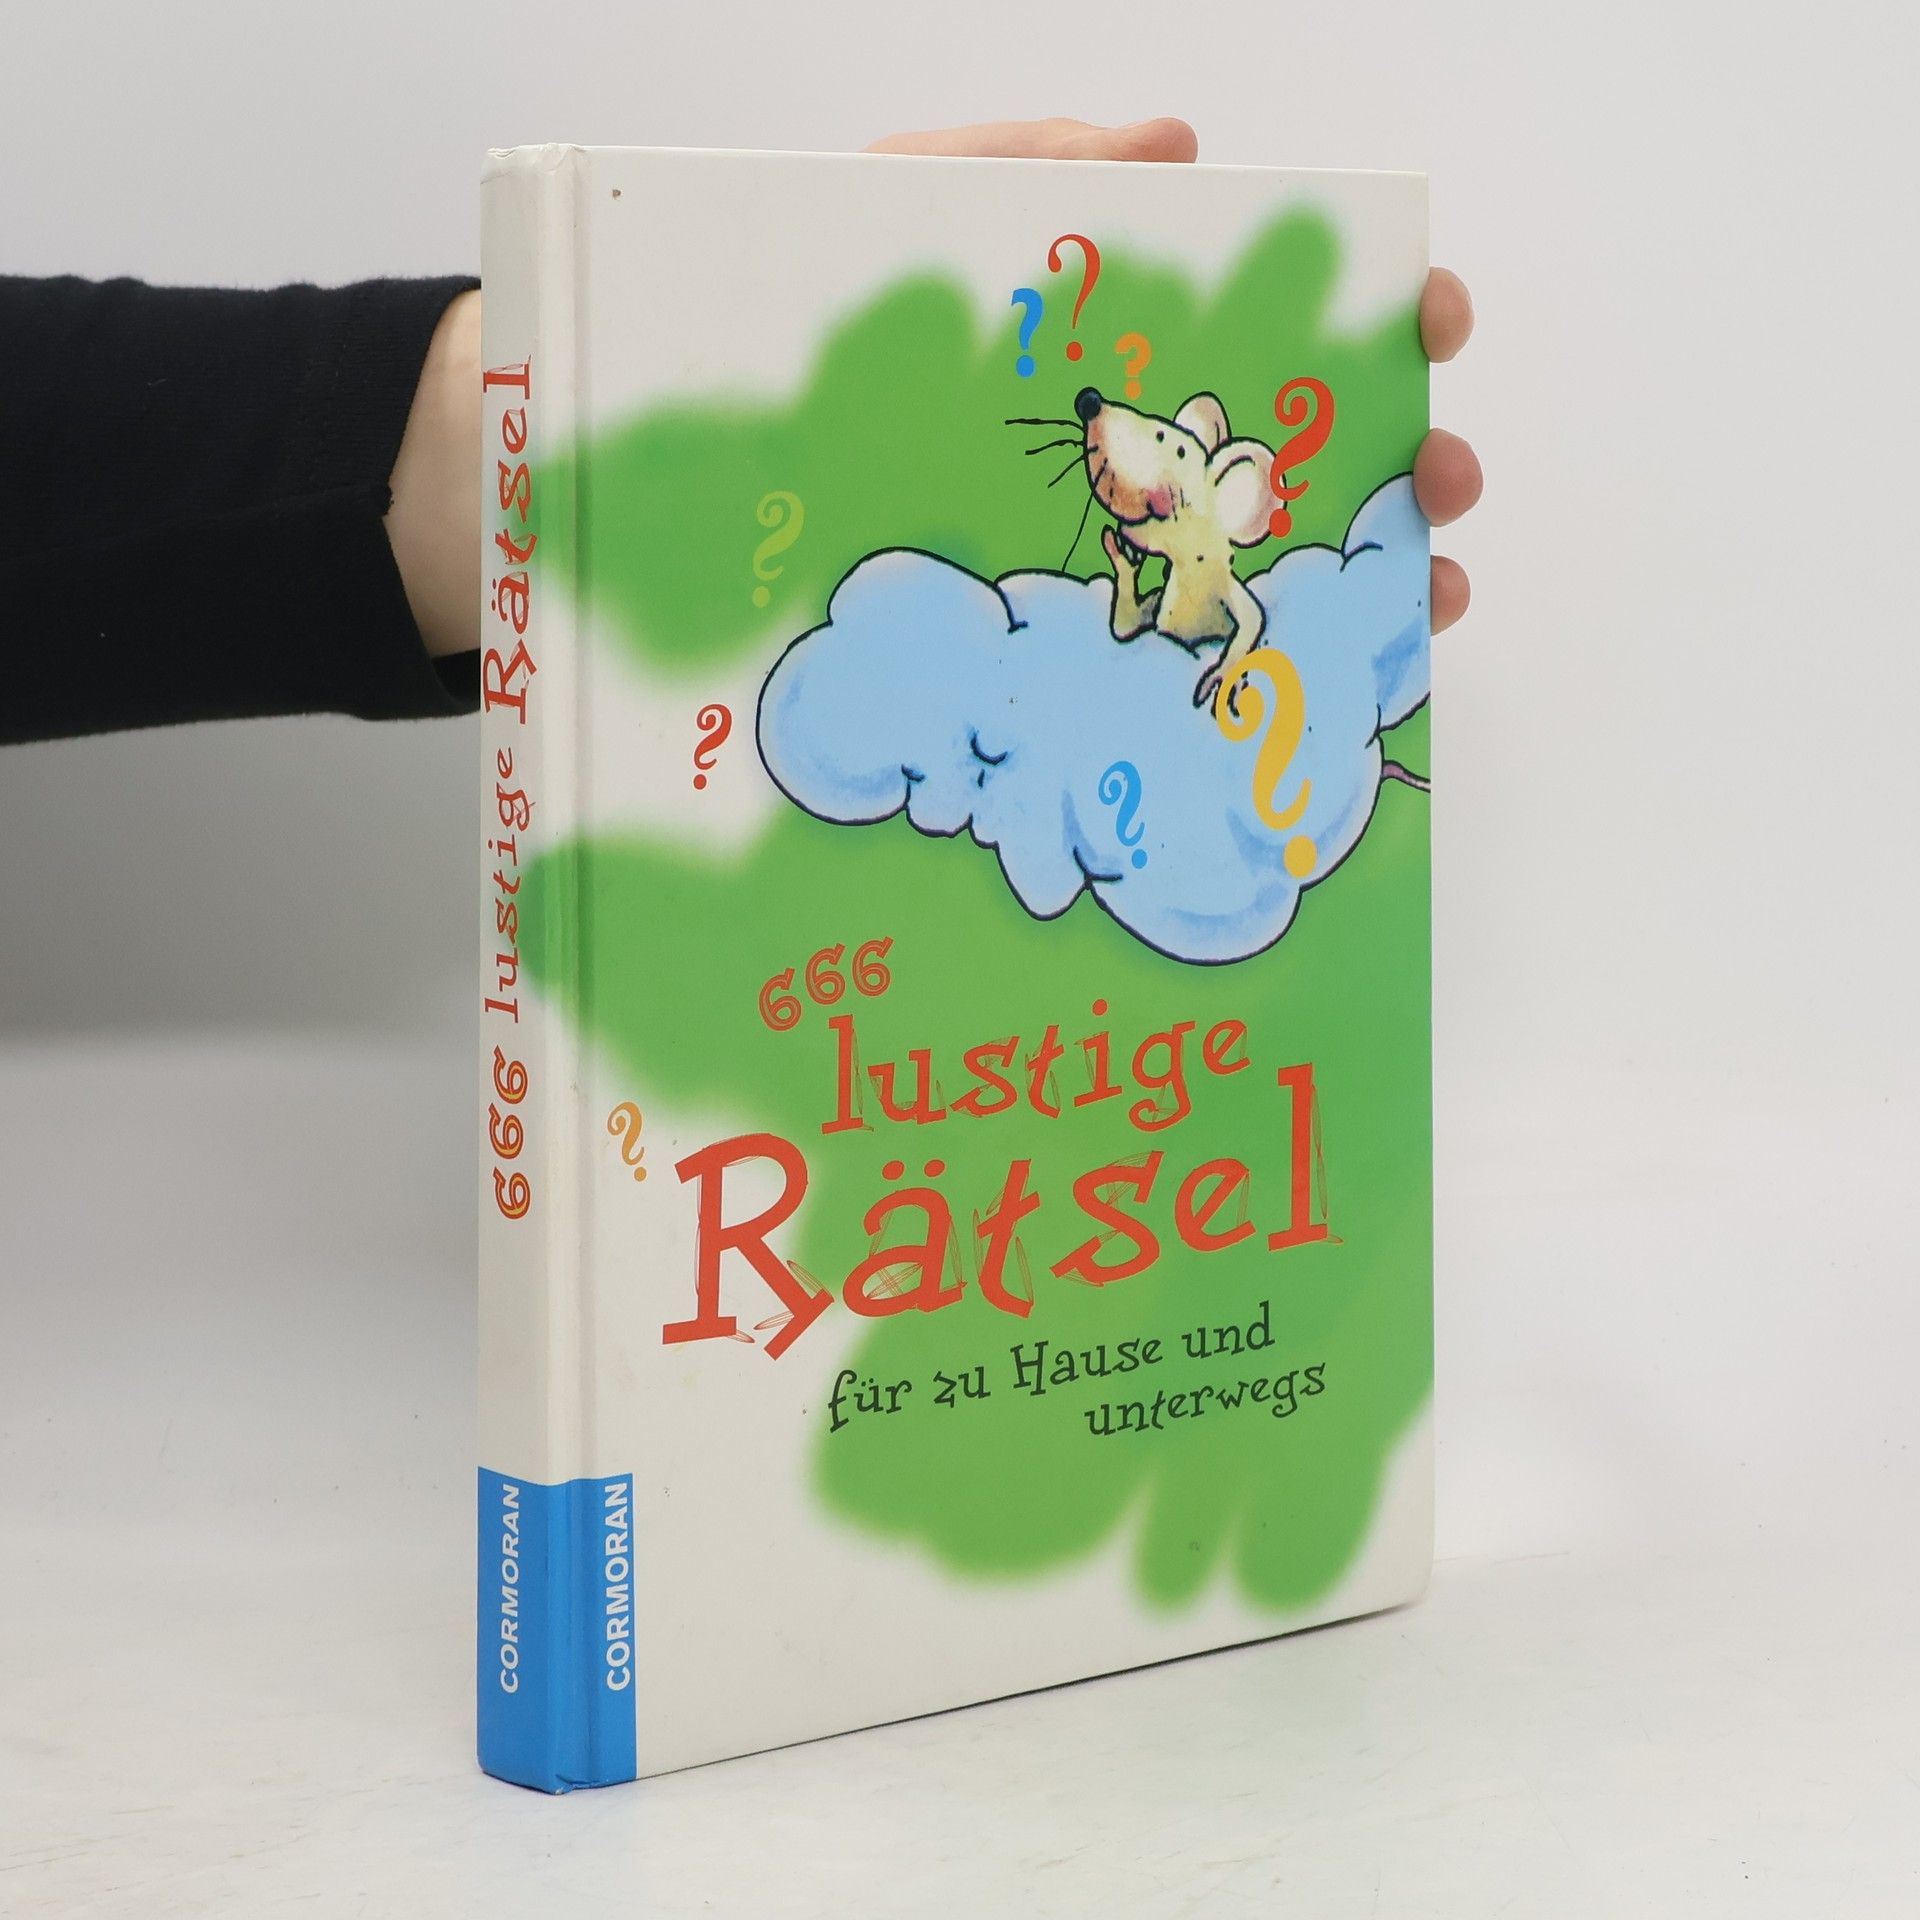 666 lustige Rätsel
CORMORAN
CORMORAN
? ? ?
?
?
?
?
?
?
666
lustige
Rätsel
für zu Hause und
unterwegs